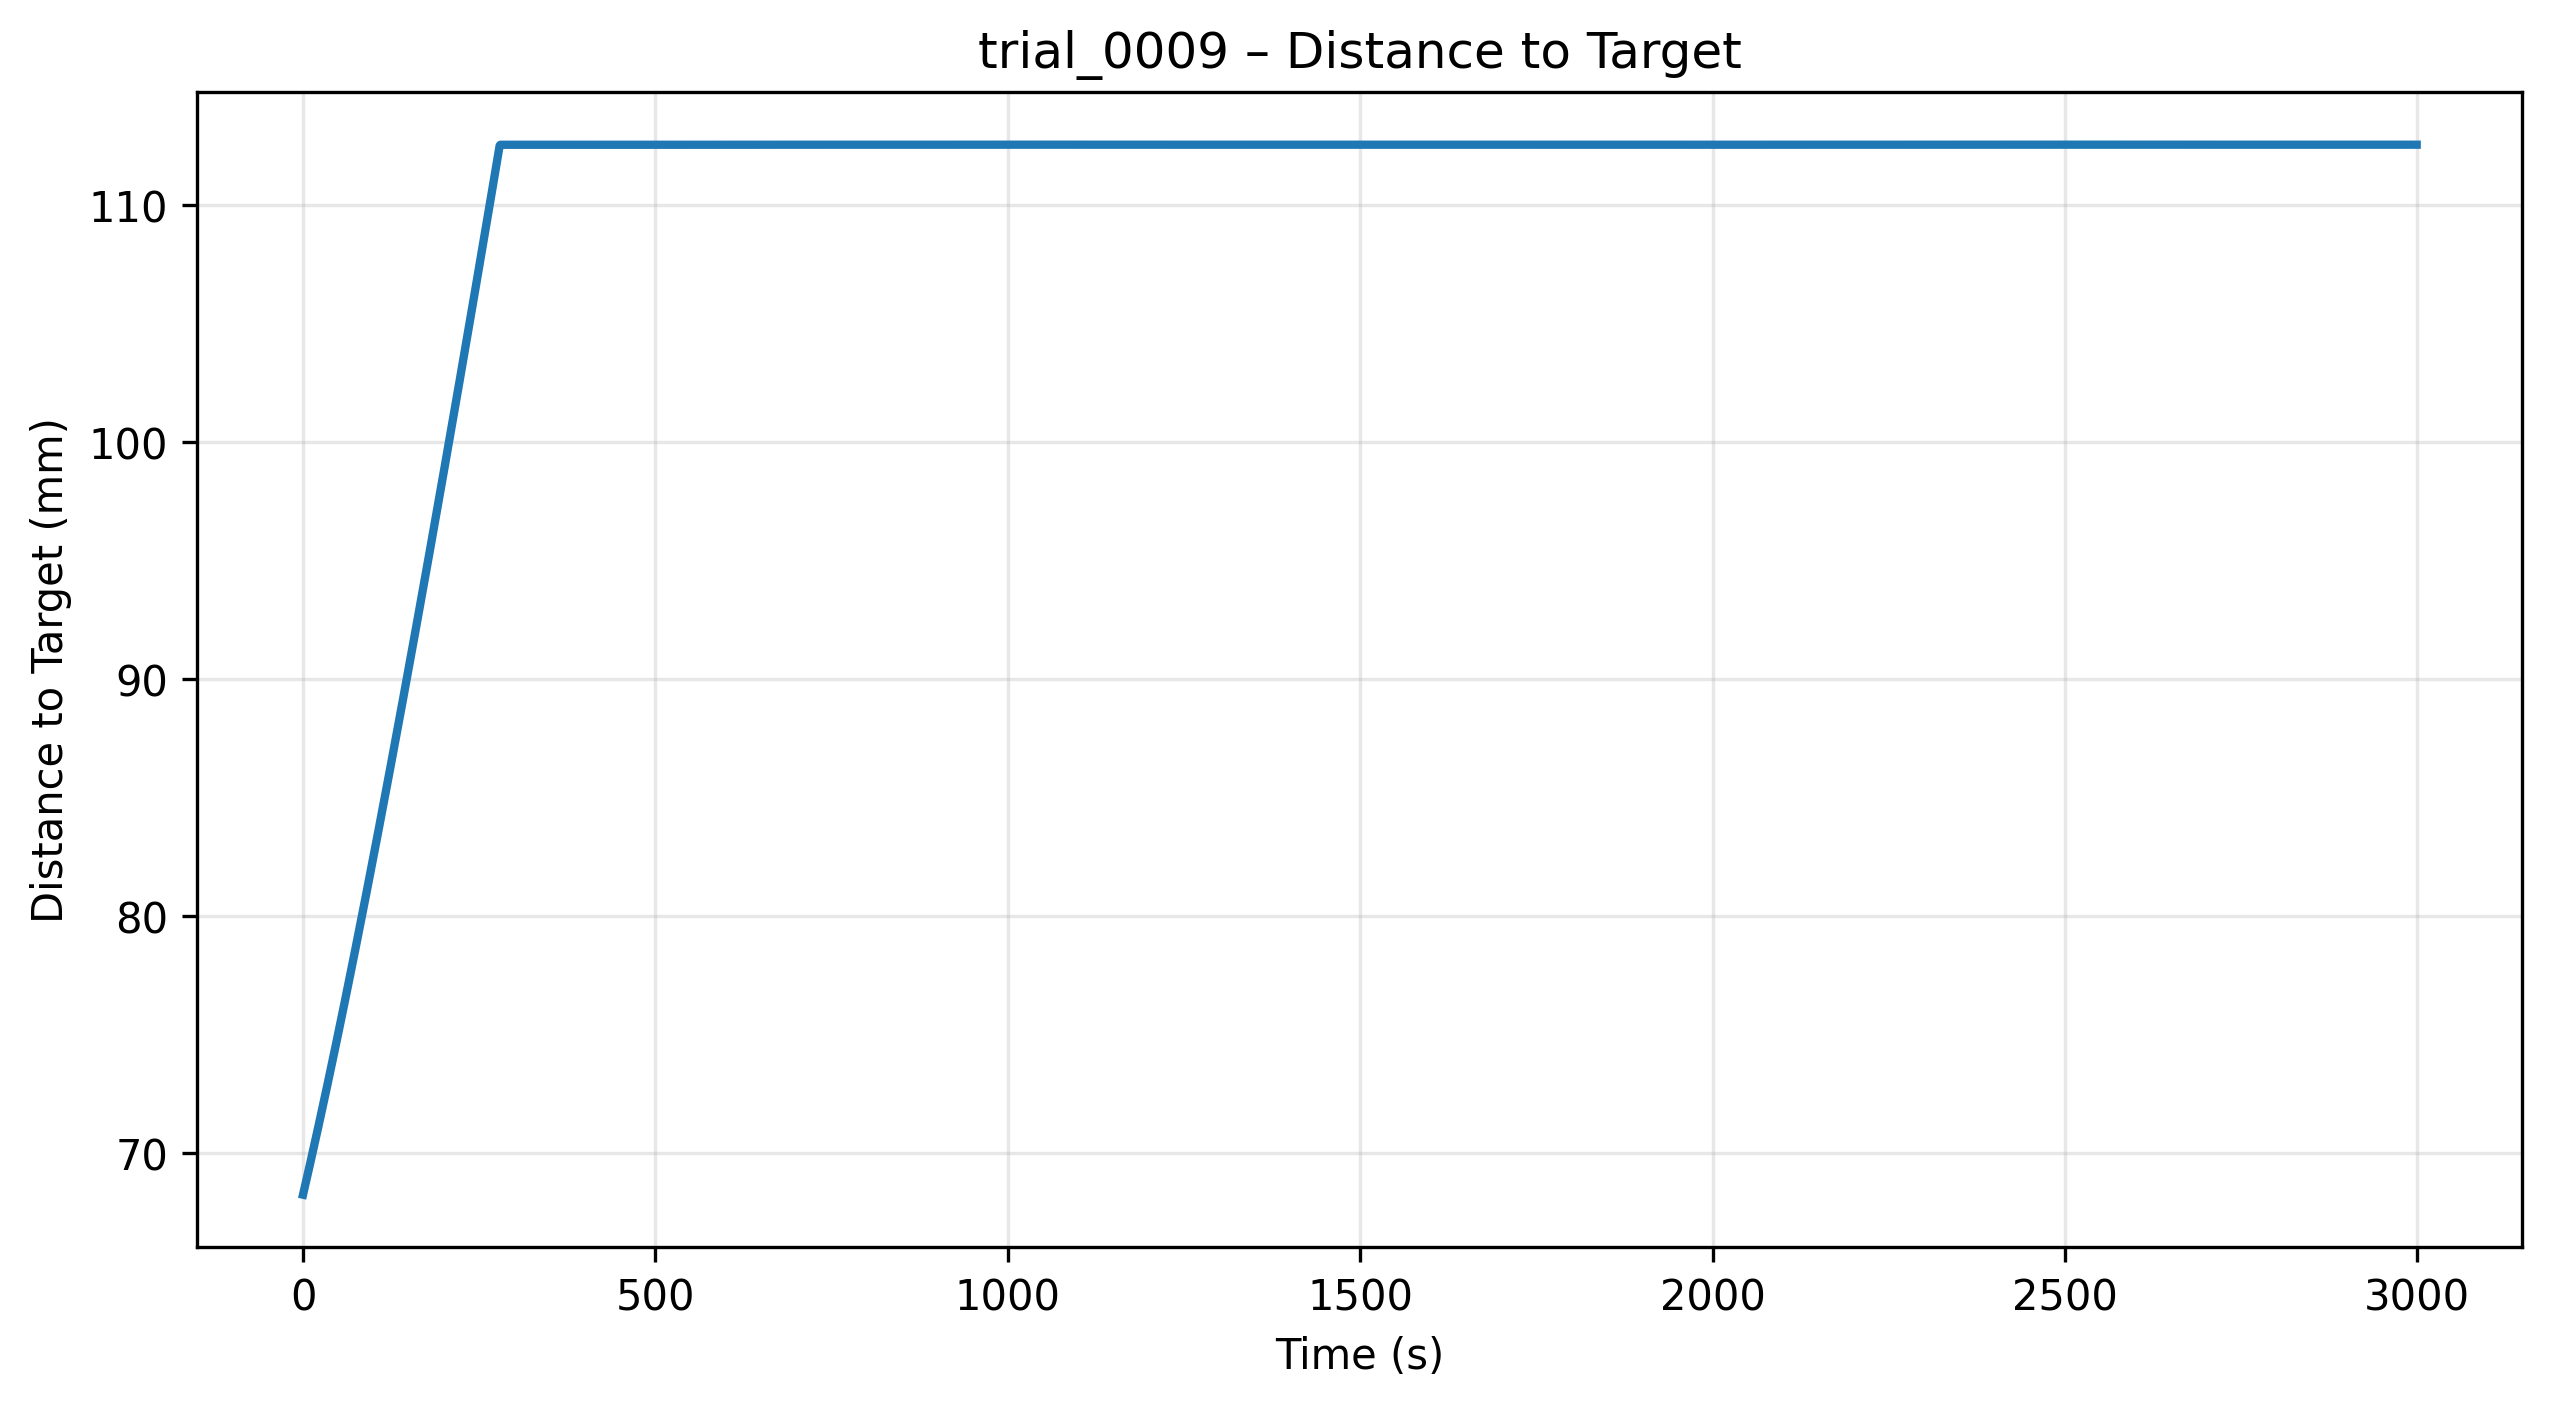 trial_0009 – Distance to Target
Distance to Target (mm)
110
100
90
80
70
0 500 1000 1500 2000 2500 3000
Time (s)